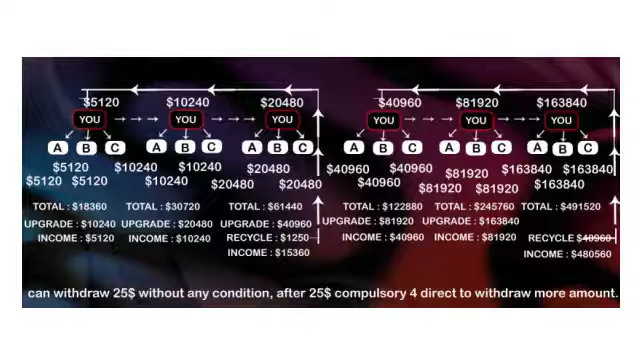 $5120 $10240 $20480 $40960 $81920 $163840
YOU YOU YOU YOU YOU YOU
A B C A B C A B C A B C A B C A B C
$5120 $10240 $10240 $20480 $40960 $40960 $81920 $163840 $163840
$5120 $5120 $10240 $20480 $20480 $40960 $81920 $81920 $163840
TOTAL : $18360 TOTAL : $30720 TOTAL : $61440 TOTAL : $122880 TOTAL : $245760 TOTAL : $491520
UPGRADE : $10240 UPGRADE : $20480 UPGRADE : $40960 UPGRADE : $81920 UPGRADE : $163840
INCOME : $5120 INCOME : $10240 RECYCLE : $1250 INCOME : $40960 INCOME : $81920 RECYCLE $40960
INCOME : $15360 INCOME : $480560
can withdraw 25$ without any condition, after 25$ compulsory 4 direct to withdraw more amount.